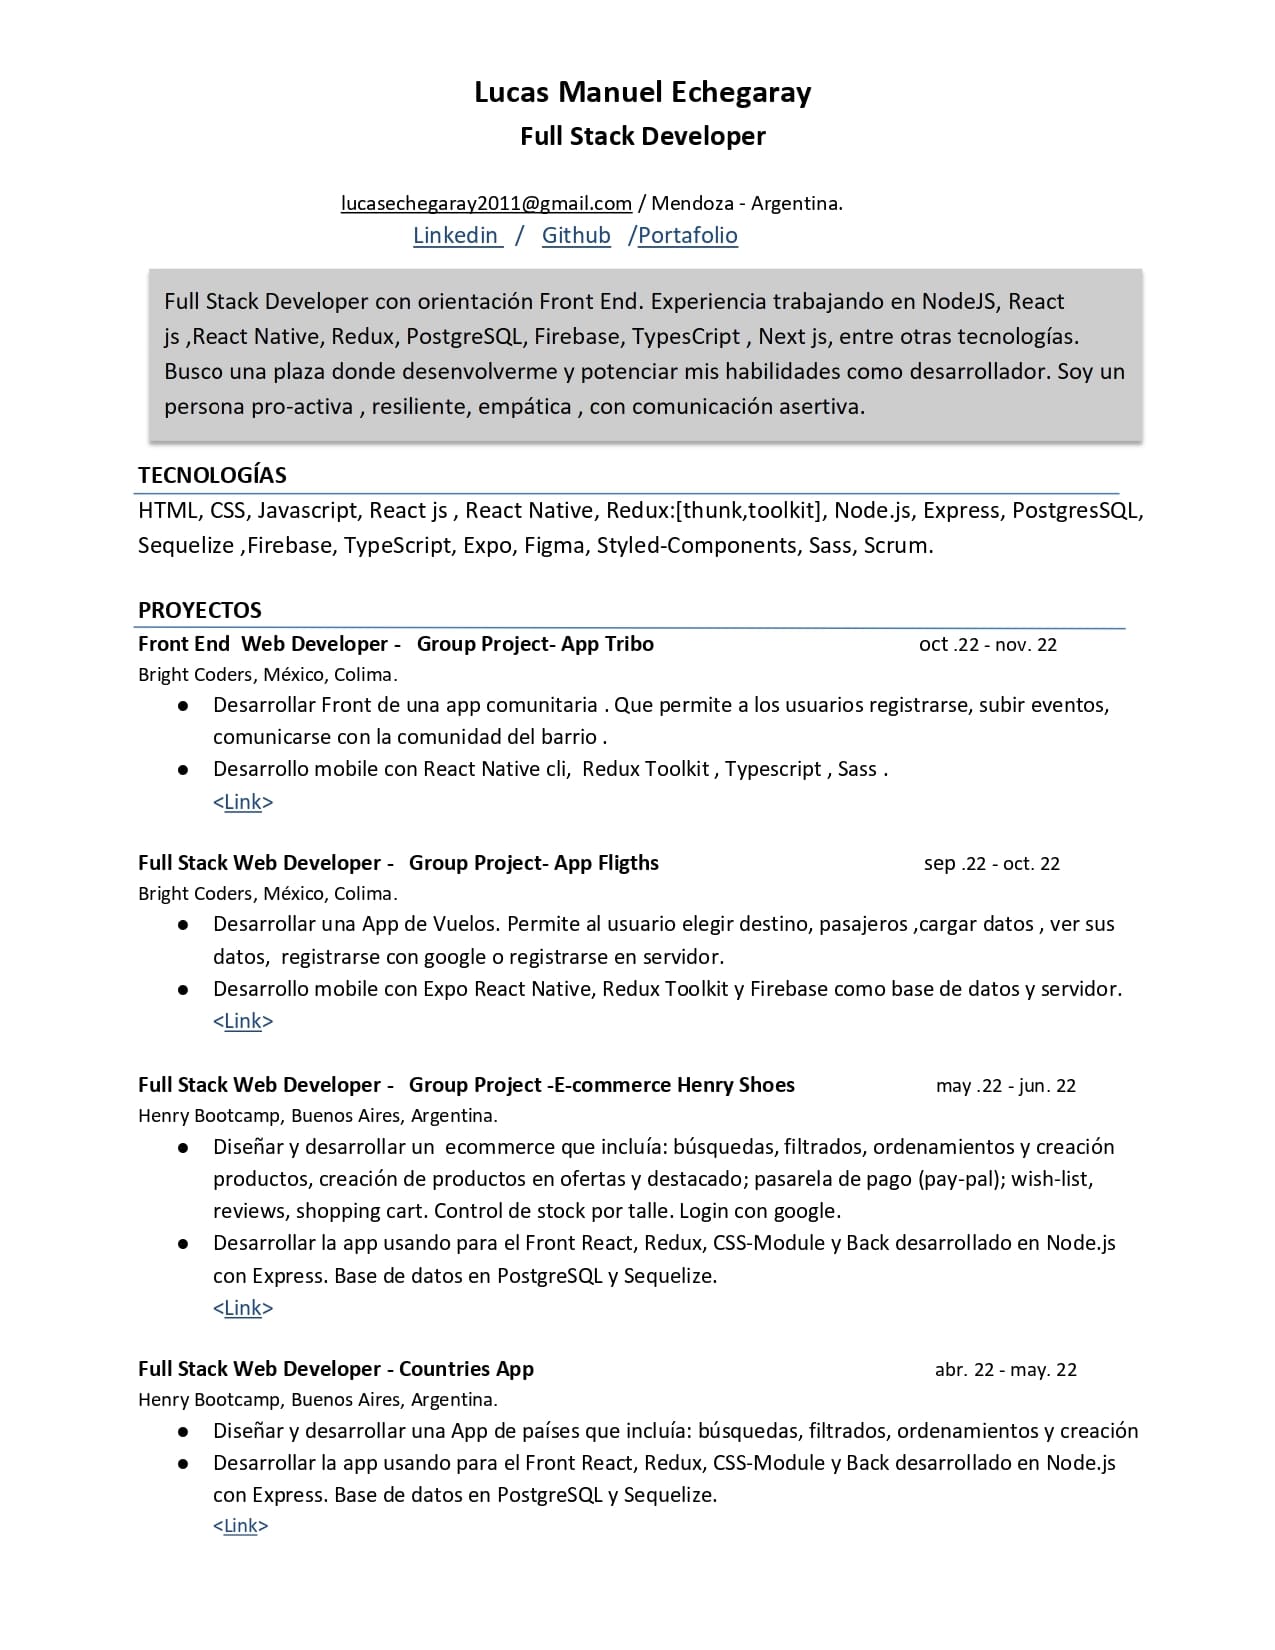 Lucas Manuel Echegaray
Full Stack Developer
lucasechegaray2011@gmail.com / Mendoza - Argentina.
Linkedin / Github /Portafolio
Full Stack Developer con orientación Front End. Experiencia trabajando en NodeJS, React
js ,React Native, Redux, PostgreSQL, Firebase, TypesCript , Next js, entre otras tecnologías.
Busco una plaza donde desenvolverme y potenciar mis habilidades como desarrollador. Soy un
persona pro-activa , resiliente, empática , con comunicación asertiva.
TECNOLOGÍAS
HTML, CSS, Javascript, React js , React Native, Redux:[thunk,toolkit], Node.js, Express, PostgresSQL,
Sequelize ,Firebase, TypeScript, Expo, Figma, Styled-Components, Sass, Scrum.
PROYECTOS
Front End Web Developer - Group Project- App Tribo oct .22 - nov. 22
Bright Coders, México, Colima.
● Desarrollar Front de una app comunitaria . Que permite a los usuarios registrarse, subir eventos,
comunicarse con la comunidad del barrio .
● Desarrollo mobile con React Native cli, Redux Toolkit , Typescript , Sass .
<Link>
Full Stack Web Developer - Group Project- App Fligths sep .22 - oct. 22
Bright Coders, México, Colima.
● Desarrollar una App de Vuelos. Permite al usuario elegir destino, pasajeros ,cargar datos , ver sus
datos, registrarse con google o registrarse en servidor.
● Desarrollo mobile con Expo React Native, Redux Toolkit y Firebase como base de datos y servidor.
<Link>
Full Stack Web Developer - Group Project -E-commerce Henry Shoes may .22 - jun. 22
Henry Bootcamp, Buenos Aires, Argentina.
● Diseñar y desarrollar un ecommerce que incluía: búsquedas, filtrados, ordenamientos y creación
productos, creación de productos en ofertas y destacado; pasarela de pago (pay-pal); wish-list,
reviews, shopping cart. Control de stock por talle. Login con google.
● Desarrollar la app usando para el Front React, Redux, CSS-Module y Back desarrollado en Node.js
con Express. Base de datos en PostgreSQL y Sequelize.
<Link>
Full Stack Web Developer - Countries App abr. 22 - may. 22
Henry Bootcamp, Buenos Aires, Argentina.
● Diseñar y desarrollar una App de países que incluía: búsquedas, filtrados, ordenamientos y creación
● Desarrollar la app usando para el Front React, Redux, CSS-Module y Back desarrollado en Node.js
con Express. Base de datos en PostgreSQL y Sequelize.
<Link>